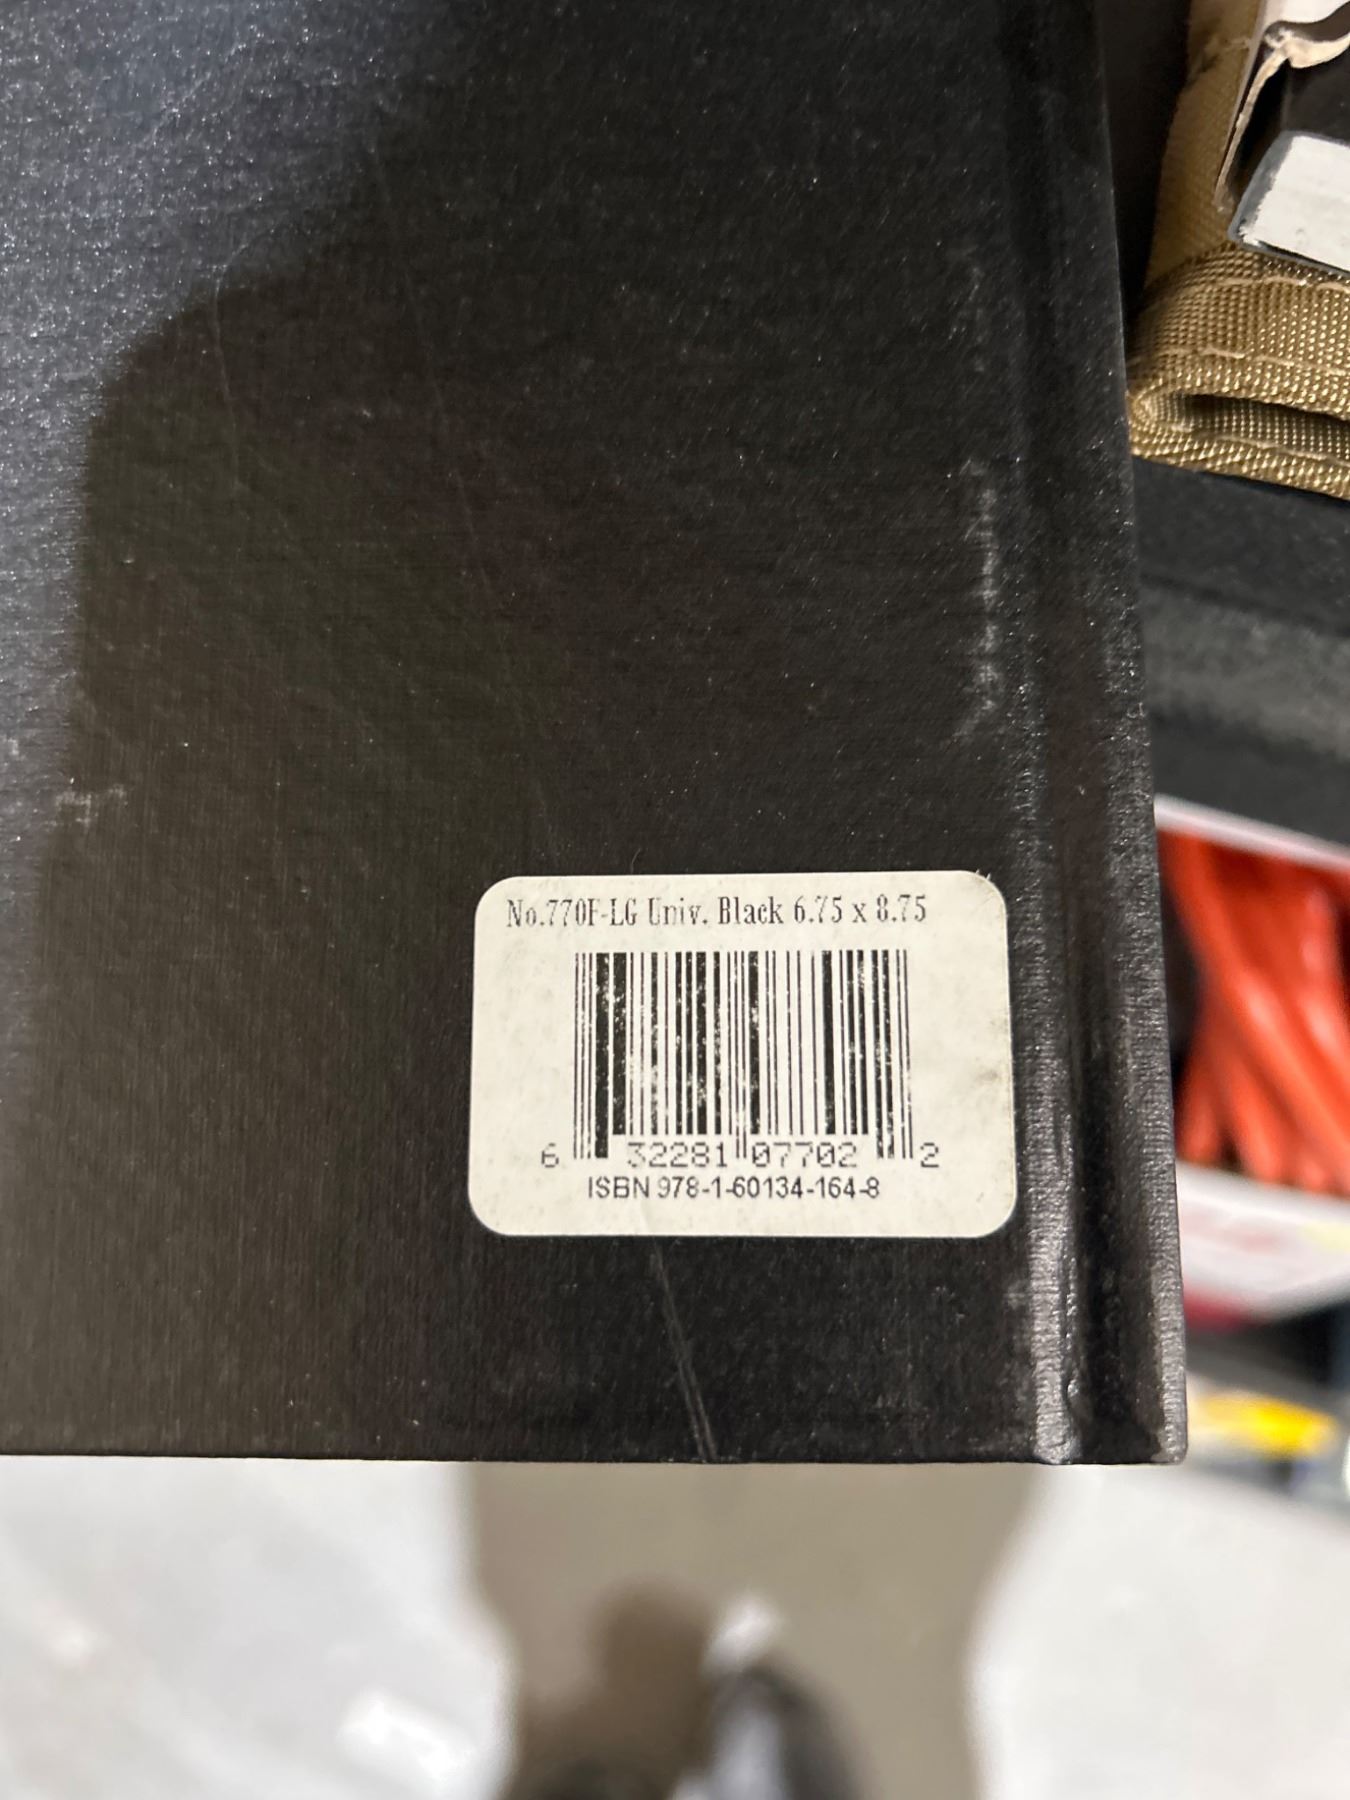 No.770F-LG Univ. Black 6.75 x 8.75
6 32281 07702 2
ISBN 978-1-60134-164-8